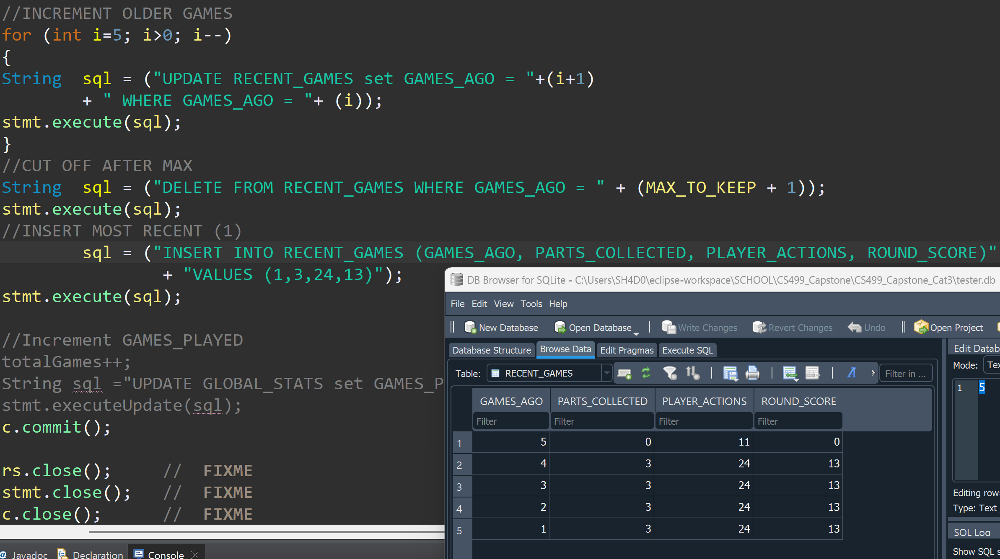 //INCREMENT OLDER GAMES
for (int i=5; i>0; i--)
{
String  sql = ("UPDATE RECENT_GAMES set GAMES_AGO = "+(i+1)
+ " WHERE GAMES_AGO = "+ (i));
stmt.execute(sql);
}
//CUT OFF AFTER MAX
String  sql = ("DELETE FROM RECENT_GAMES WHERE GAMES_AGO = " + (MAX_TO_KEEP + 1));
stmt.execute(sql);
//INSERT MOST RECENT (1)
sql = ("INSERT INTO RECENT_GAMES (GAMES_AGO, PARTS_COLLECTED, PLAYER_ACTIONS, ROUND_SCORE)"
+ "VALUES (1,3,24,13)");
stmt.execute(sql);
//Increment GAMES_PLAYED
totalGames++;
String sql ="UPDATE GLOBAL_STATS set GAMES_P
stmt.executeUpdate(sql);
c.commit();
rs.close();     //  FIXME
stmt.close();   //  FIXME
c.close();      //  FIXME
@ Javadoc Declaration Console
DB Browser for SQLite - C:\Users\SH4D0\eclipse-workspace\SCHOOL\CS499_Capstone\CS499_Capstone_Cat3\tester.db
File Edit View Tools Help
New Database Open Database Write Changes Revert Changes Undo Open Project
Database Structure Browse Data Edit Pragmas Execute SQL
Table: RECENT_GAMES A » Filter in ...
GAMES_AGO PARTS_COLLECTED PLAYER_ACTIONS ROUND_SCORE
Filter Filter Filter Filter
1 5 0 11 0
2 4 3 24 13
3 3 3 24 13
4 2 3 24 13
5 1 3 24 13
Edit Datab
Mode: Tex
1 5
Editing row
Type: Text
SQL Log
Show SQL s